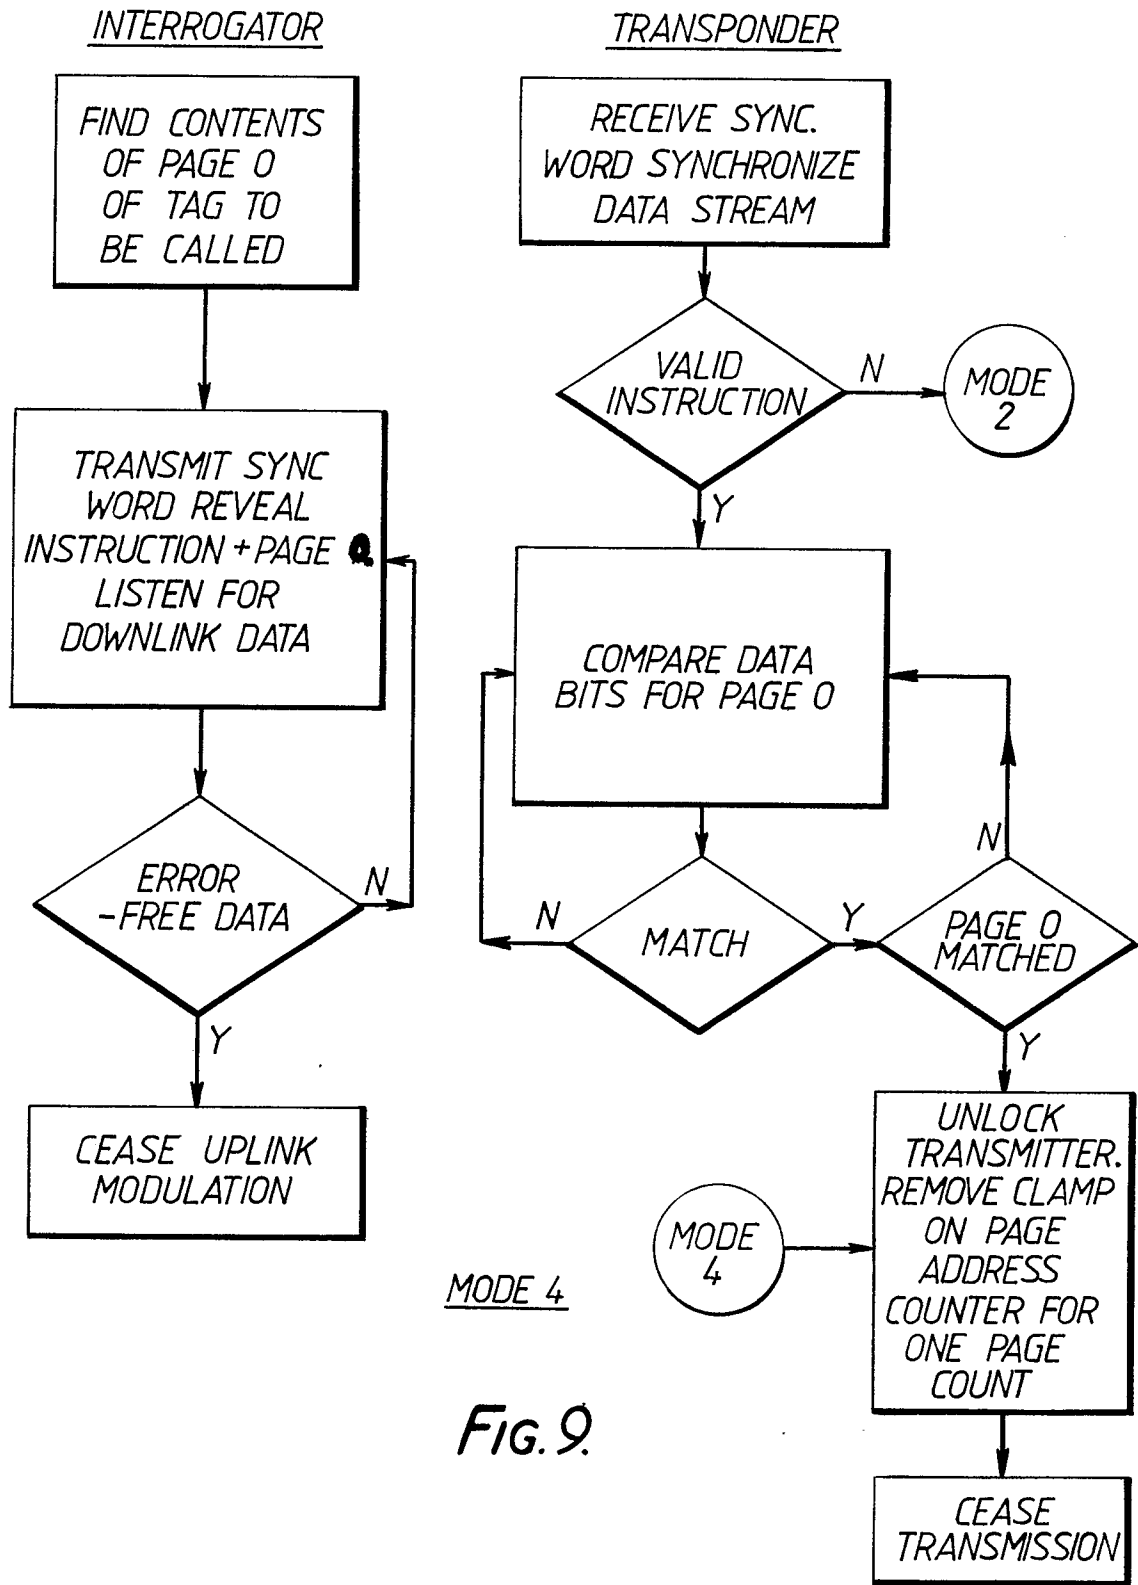 INTERROGATOR
FIND CONTENTS
OF PAGE 0
OF TAG TO
BE CALLED
TRANSMIT SYNC
WORD REVEAL
INSTRUCTION + PAGE 0
LISTEN FOR
DOWNLINK DATA
ERROR
-FREE DATA
N
Y
CEASE UPLINK
MODULATION
TRANSPONDER
RECEIVE SYNC.
WORD SYNCHRONIZE
DATA STREAM
VALID
INSTRUCTION
N
MODE
2
Y
COMPARE DATA
BITS FOR PAGE 0
N
MATCH
Y
N
PAGE 0
MATCHED
Y
UNLOCK
TRANSMITTER.
REMOVE CLAMP
ON PAGE
ADDRESS
COUNTER FOR
ONE PAGE
COUNT
MODE
4
CEASE
TRANSMISSION
MODE 4
FIG. 9.